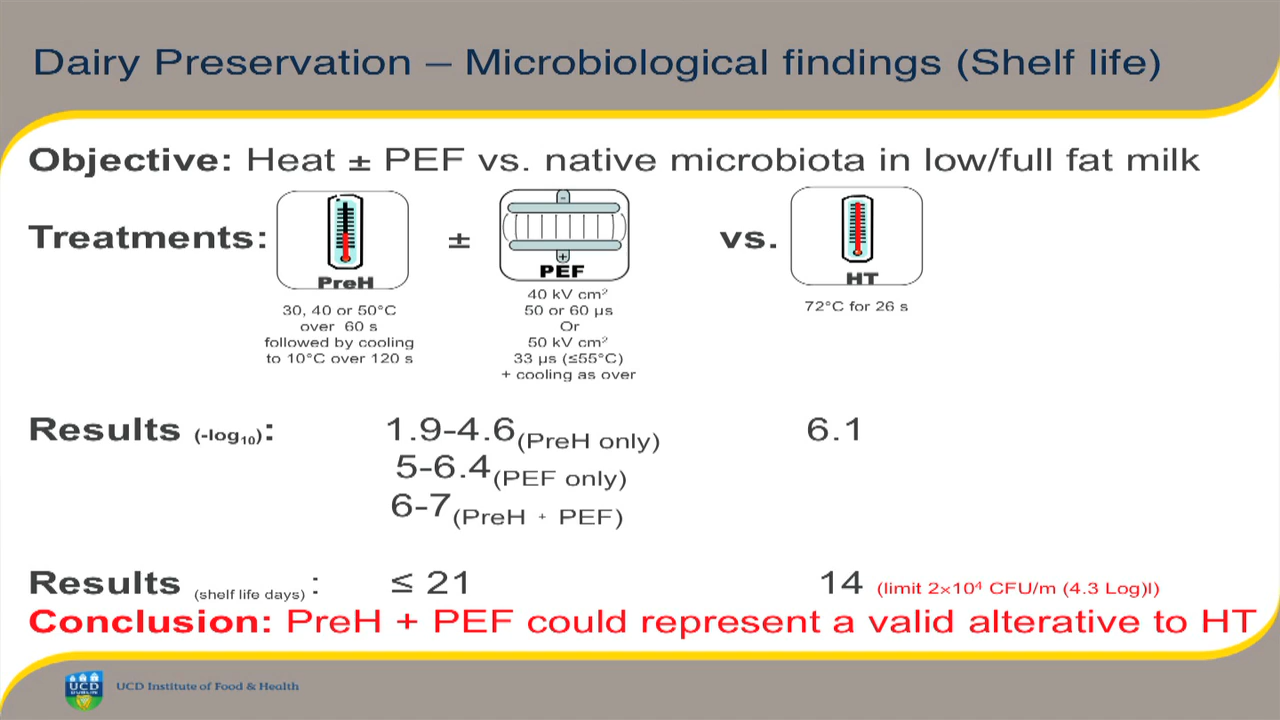 Dairy Preservation – Microbiological findings (Shelf life)
Objective: Heat ± PEF vs. native microbiota in low/full fat milk
Treatments: PreH ± - + PEF vs. HT
30, 40 or 50°C
over 60 s
followed by cooling
to 10°C over 120 s
40 kV cm²
50 or 60 µs
Or
50 kV cm²
33 µs (≤55°C)
+ cooling as over
72°C for 26 s
Results (-log₁₀): 1.9-4.6(PreH only) 6.1
5-6.4(PEF only)
6-7(PreH + PEF)
Results (shelf life days) : ≤ 21 14 (limit 2×10⁴ CFU/m (4.3 Log)l)
Conclusion: PreH + PEF could represent a valid alterative to HT
UCD
DUBLIN
UCD Institute of Food & Health